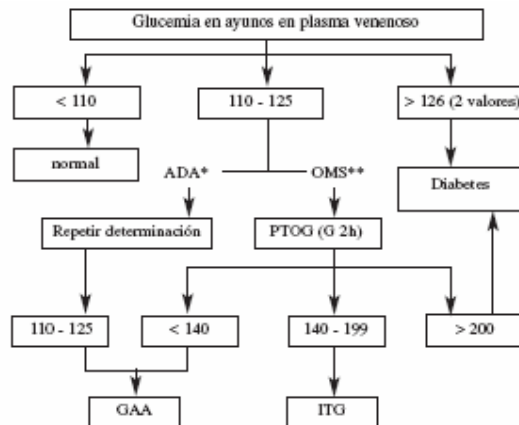 Glucemia en ayunos en plasma venenoso
< 110
110 - 125
> 126 (2 valores)
normal
ADA*
OMS**
Diabetes
Repetir determinación
PTOG (G 2h)
110 - 125
< 140
140 - 199
> 200
GAA
ITG